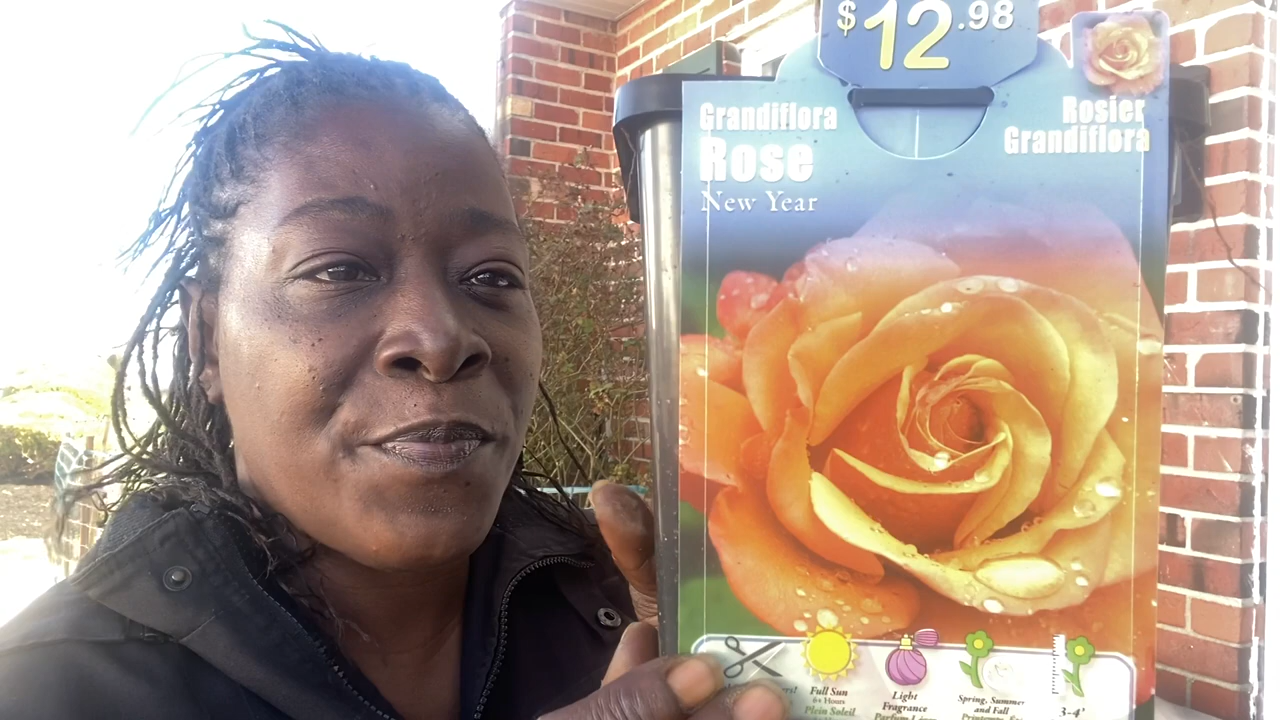 $12.98
Grandiflora
Rose
New Year
Rosier
Grandiflora
Full Sun
6+ Hours
Plein Soleil
Light
Fragrance
Spring, Summer
and Fall
3-4'